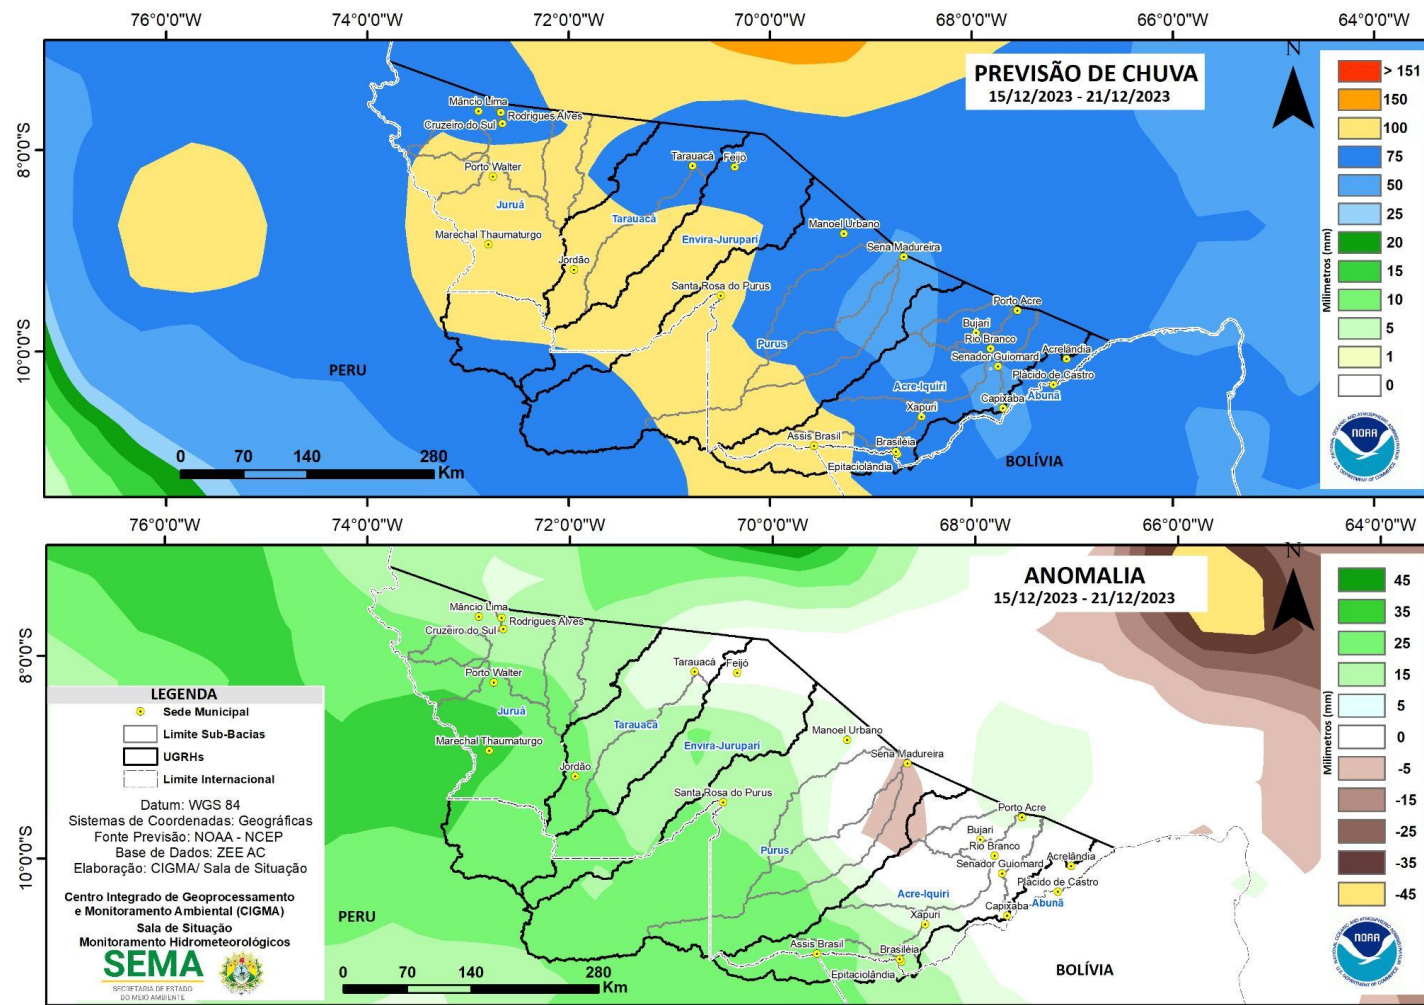 76°0'0"W 74°0'0"W 72°0'0"W 70°0'0"W 68°0'0"W 66°0'0"W 64°0'0"W
8°0'0"S
10°0'0"S
PREVISÃO DE CHUVA
15/12/2023 - 21/12/2023
N
Mâncio Lima
Rodrigues Alves
Cruzeiro do Sul
Tarauacá
Feijó
Porto Walter
Juruá
Tarauacá
Manoel Urbano
Marechal Thaumaturgo
Envira-Jurupari
Sena Madureira
Jordão
Santa Rosa do Purus
Porto Acre
Bujari
Rio Branco
Purus
Senador Guiomard
Acrelândia
PERU
Plácido de Castro
Acre-Iquiri
Abunã
Capixaba
Xapuri
Assis Brasil
Brasiléia
Epitaciolândia
BOLÍVIA
0 70 140 280
Km
Milímetros (mm)
> 151
150
100
75
50
25
20
15
10
5
1
0
NOAA
76°0'0"W 74°0'0"W 72°0'0"W 70°0'0"W 68°0'0"W 66°0'0"W 64°0'0"W
8°0'0"S
10°0'0"S
ANOMALIA
15/12/2023 - 21/12/2023
N
Mâncio Lima
Rodrigues Alves
Cruzeiro do Sul
Tarauacá
Feijó
Porto Walter
Juruá
Tarauacá
Manoel Urbano
Marechal Thaumaturgo
Envira-Jurupari
Sena Madureira
Jordão
Santa Rosa do Purus
Porto Acre
Bujari
Rio Branco
Purus
Senador Guiomard
Acrelândia
Plácido de Castro
Acre-Iquiri
Abunã
Capixaba
PERU
Xapuri
Assis Brasil
Brasiléia
Epitaciolândia
BOLÍVIA
0 70 140 280
Km
LEGENDA
Sede Municipal
Limite Sub-Bacias
UGRHs
Limite Internacional
Datum: WGS 84
Sistemas de Coordenadas: Geográficas
Fonte Previsão: NOAA - NCEP
Base de Dados: ZEE AC
Elaboração: CIGMA/ Sala de Situação
Centro Integrado de Geoprocessamento
e Monitoramento Ambiental (CIGMA)
Sala de Situação
Monitoramento Hidrometeorológicos
SEMA
SECRETARIA DE ESTADO
DO MEIO AMBIENTE
Milímetros (mm)
45
35
25
15
5
0
-5
-15
-25
-35
-45
NOAA